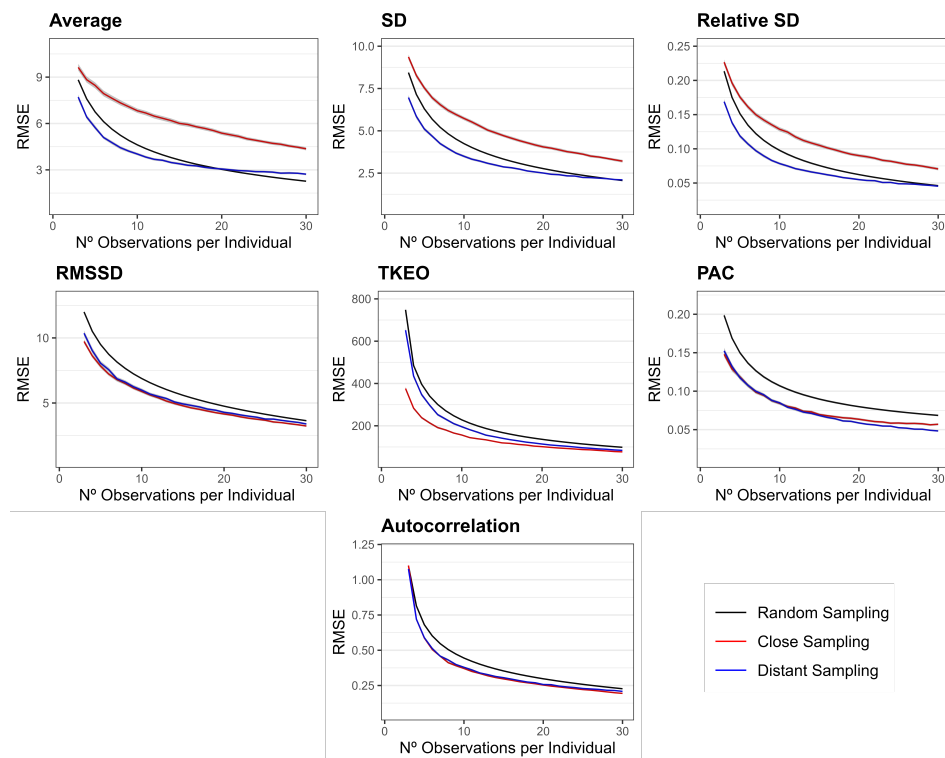 Average
SD
Relative SD
RMSE
9
6
3
0
10
20
30
Nº Observations per Individual
RMSE
10.0
7.5
5.0
2.5
0
10
20
30
Nº Observations per Individual
RMSE
0.25
0.20
0.15
0.10
0.05
0
10
20
30
Nº Observations per Individual
RMSSD
TKEO
PAC
RMSE
10
5
0
10
20
30
Nº Observations per Individual
RMSE
800
600
400
200
0
10
20
30
Nº Observations per Individual
RMSE
0.20
0.15
0.10
0.05
0
10
20
30
Nº Observations per Individual
Autocorrelation
RMSE
1.25
1.00
0.75
0.50
0.25
0
10
20
30
Nº Observations per Individual
Random Sampling
Close Sampling
Distant Sampling